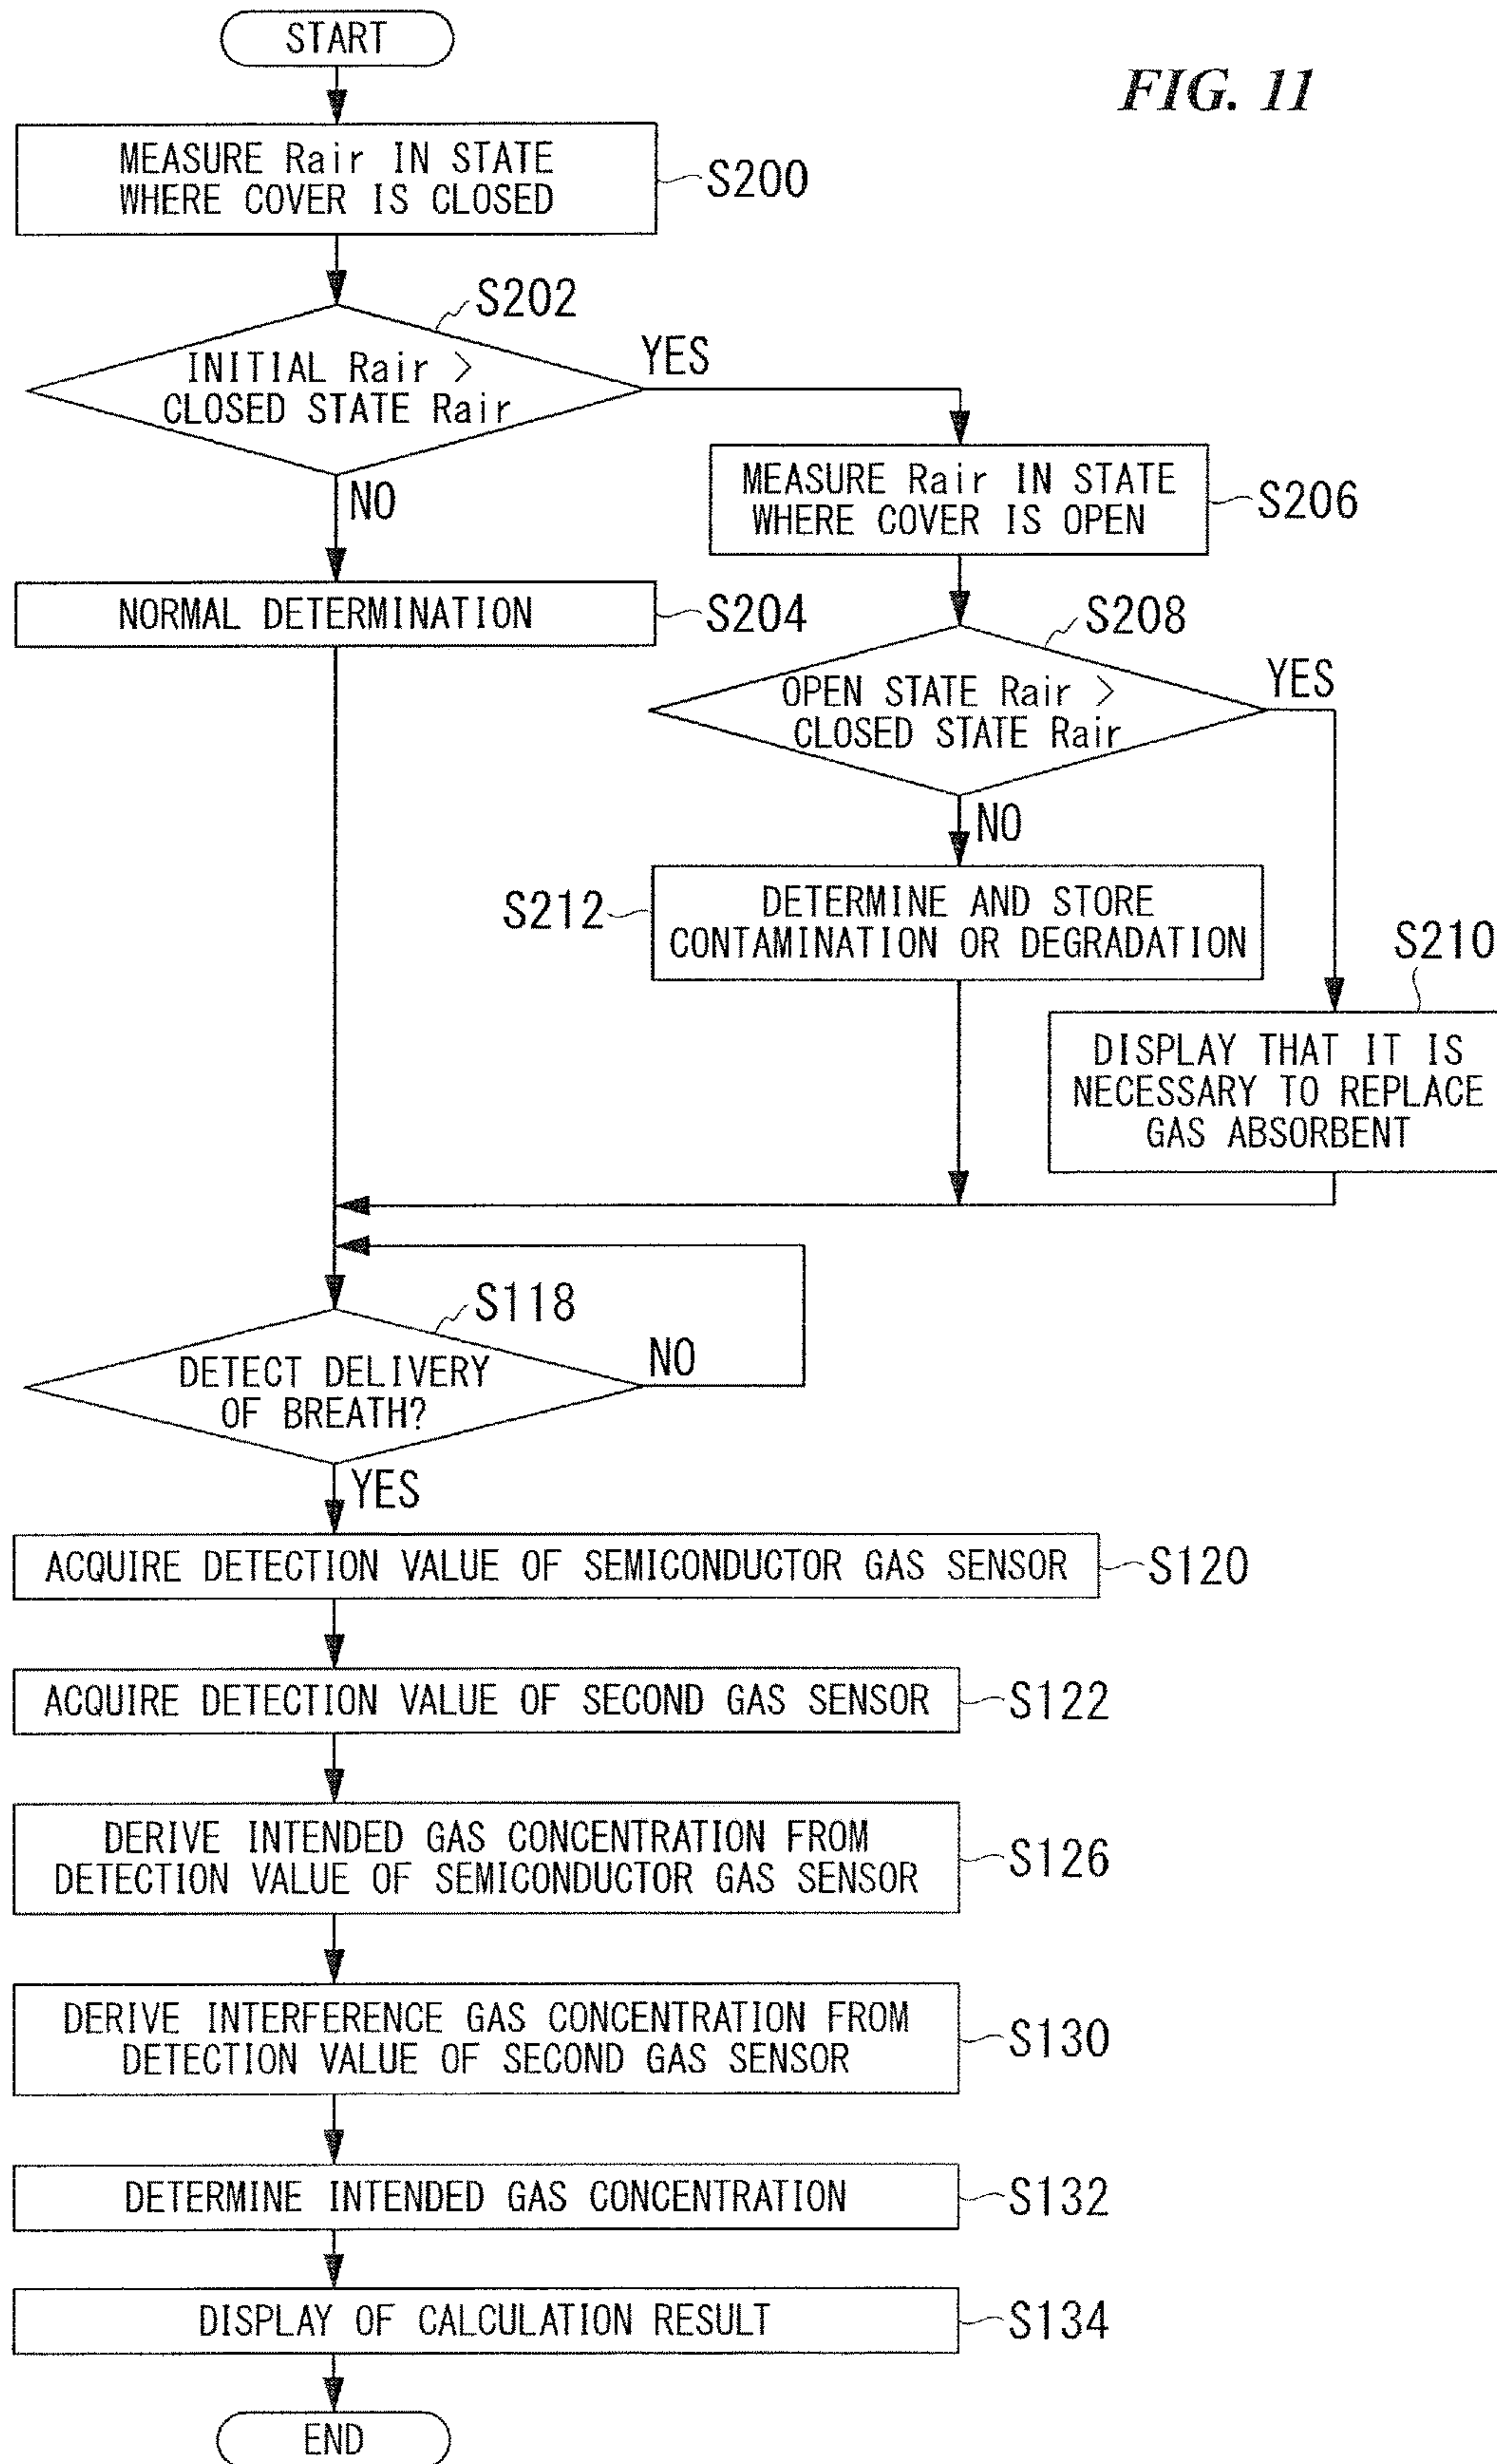 START
FIG. 11
MEASURE Rair IN STATE
WHERE COVER IS CLOSED
S200
S202
INITIAL Rair >
CLOSED STATE Rair
YES
NO
MEASURE Rair IN STATE
WHERE COVER IS OPEN
S206
NORMAL DETERMINATION
S204
S208
OPEN STATE Rair >
CLOSED STATE Rair
YES
NO
S212
DETERMINE AND STORE
CONTAMINATION OR DEGRADATION
S210
DISPLAY THAT IT IS
NECESSARY TO REPLACE
GAS ABSORBENT
S118
DETECT DELIVERY
OF BREATH?
NO
YES
ACQUIRE DETECTION VALUE OF SEMICONDUCTOR GAS SENSOR
S120
ACQUIRE DETECTION VALUE OF SECOND GAS SENSOR
S122
DERIVE INTENDED GAS CONCENTRATION FROM
DETECTION VALUE OF SEMICONDUCTOR GAS SENSOR
S126
DERIVE INTERFERENCE GAS CONCENTRATION FROM
DETECTION VALUE OF SECOND GAS SENSOR
S130
DETERMINE INTENDED GAS CONCENTRATION
S132
DISPLAY OF CALCULATION RESULT
S134
END